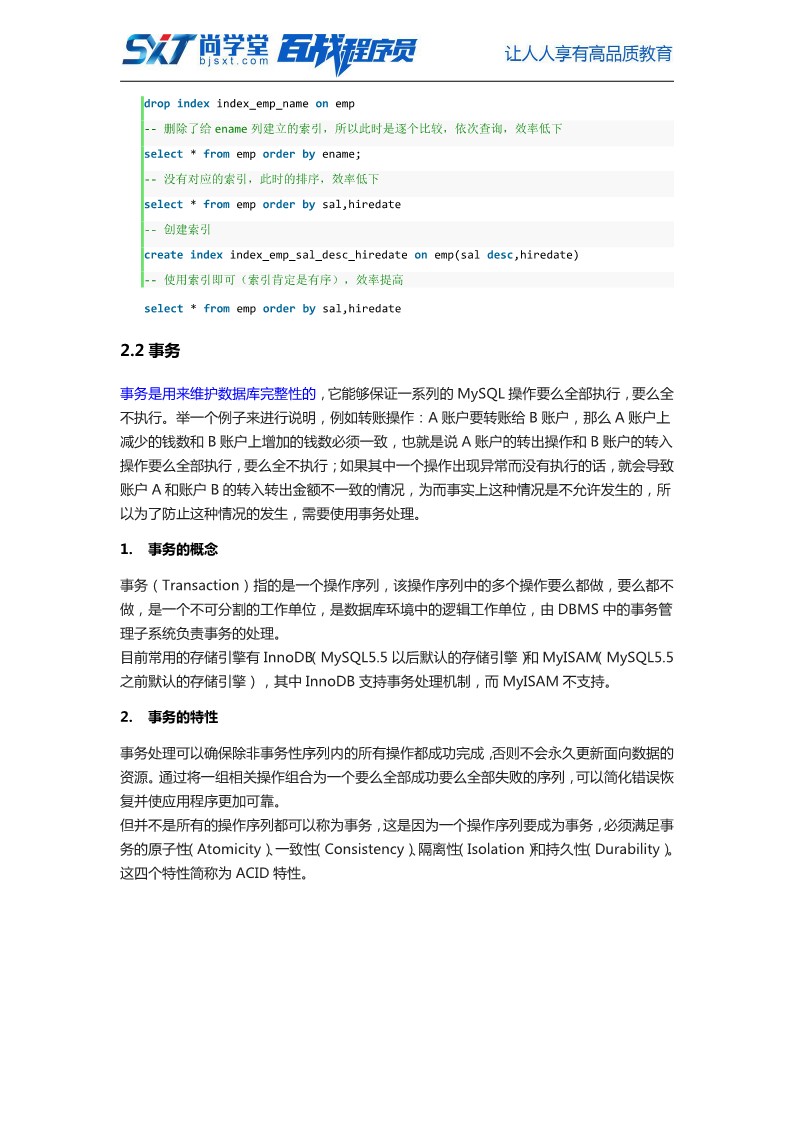 SXT 尚学堂 百战程序员 让人人享有高品质教育
bjsxt.com
drop index index_emp_name on emp
-- 删除了给 ename 列建立的索引，所以此时是逐个比较，依次查询，效率低下
select * from emp order by ename;
-- 没有对应的索引，此时的排序，效率低下
select * from emp order by sal,hiredate
-- 创建索引
create index index_emp_sal_desc_hiredate on emp(sal desc,hiredate)
-- 使用索引即可（索引肯定是有序），效率提高
select * from emp order by sal,hiredate
2.2 事务
事务是用来维护数据库完整性的，它能够保证一系列的 MySQL 操作要么全部执行，要么全
不执行。举一个例子来进行说明，例如转账操作：A 账户要转账给 B 账户，那么 A 账户上
减少的钱数和 B 账户上增加的钱数必须一致，也就是说 A 账户的转出操作和 B 账户的转入
操作要么全部执行，要么全不执行；如果其中一个操作出现异常而没有执行的话，就会导致
账户 A 和账户 B 的转入转出金额不一致的情况，为而事实上这种情况是不允许发生的，所
以为了防止这种情况的发生，需要使用事务处理。
1. 事务的概念
事务（Transaction）指的是一个操作序列，该操作序列中的多个操作要么都做，要么都不
做，是一个不可分割的工作单位，是数据库环境中的逻辑工作单位，由 DBMS 中的事务管
理子系统负责事务的处理。
目前常用的存储引擎有 InnoDB（MySQL5.5 以后默认的存储引擎）和 MyISAM（MySQL5.5
之前默认的存储引擎），其中 InnoDB 支持事务处理机制，而 MyISAM 不支持。
2. 事务的特性
事务处理可以确保除非事务性序列内的所有操作都成功完成，否则不会永久更新面向数据的
资源。通过将一组相关操作组合为一个要么全部成功要么全部失败的序列，可以简化错误恢
复并使应用程序更加可靠。
但并不是所有的操作序列都可以称为事务，这是因为一个操作序列要成为事务，必须满足事
务的原子性（Atomicity）、一致性（Consistency）、隔离性（Isolation）和持久性（Durability）。
这四个特性简称为 ACID 特性。